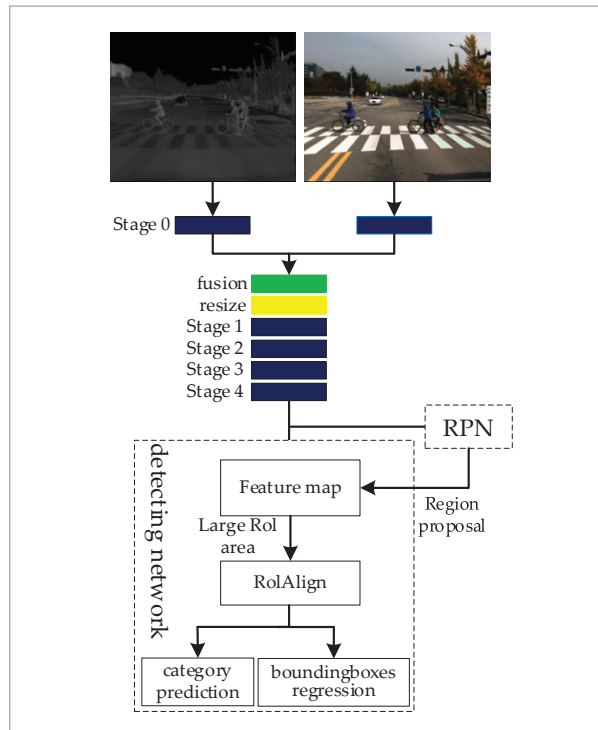 Stage 0
fusion
resize
Stage 1
Stage 2
Stage 3
Stage 4
RPN
detecting network
Feature map
Region
proposal
Large RoI
area
RoIAlign
category
prediction
boundingboxes
regression